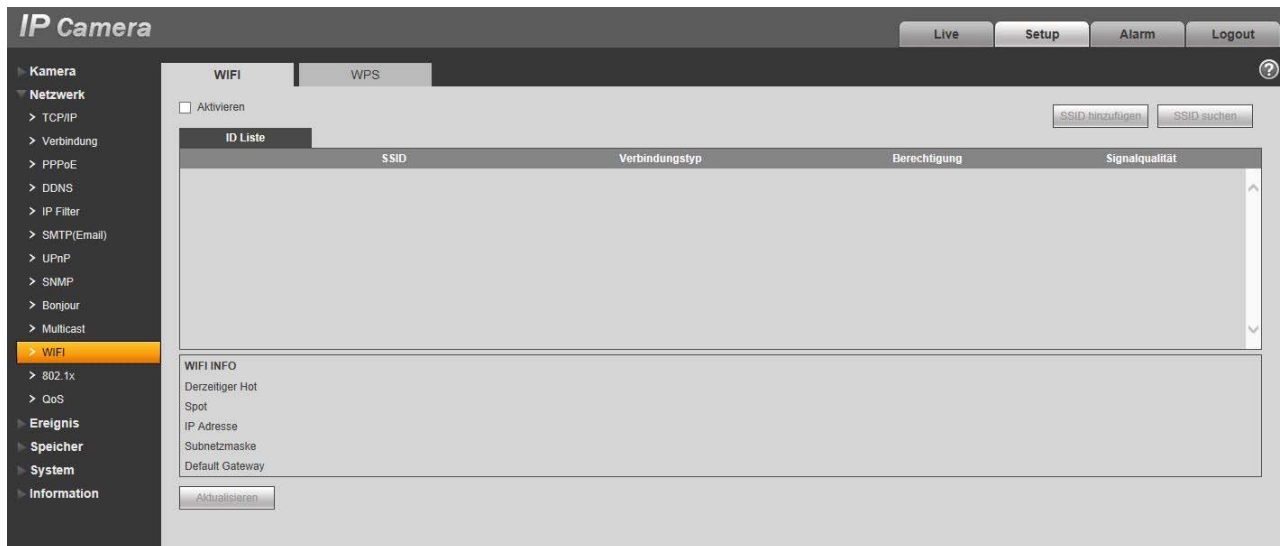 IP Camera
Live Setup Alarm Logout
Kamera
Netzwerk
> TCP/IP
> Verbindung
> PPPoE
> DDNS
> IP Filter
> SMTP(Email)
> UPnP
> SNMP
> Bonjour
> Multicast
> WIFI
> 802.1x
> QoS
Ereignis
Speicher
System
Information
WIFI WPS
?
Aktivieren
SSID hinzufügen SSID suchen
ID Liste
SSID Verbindungstyp Berechtigung Signalqualität
WIFI INFO
Derzeitiger Hot
Spot
IP Adresse
Subnetzmaske
Default Gateway
Aktualisieren